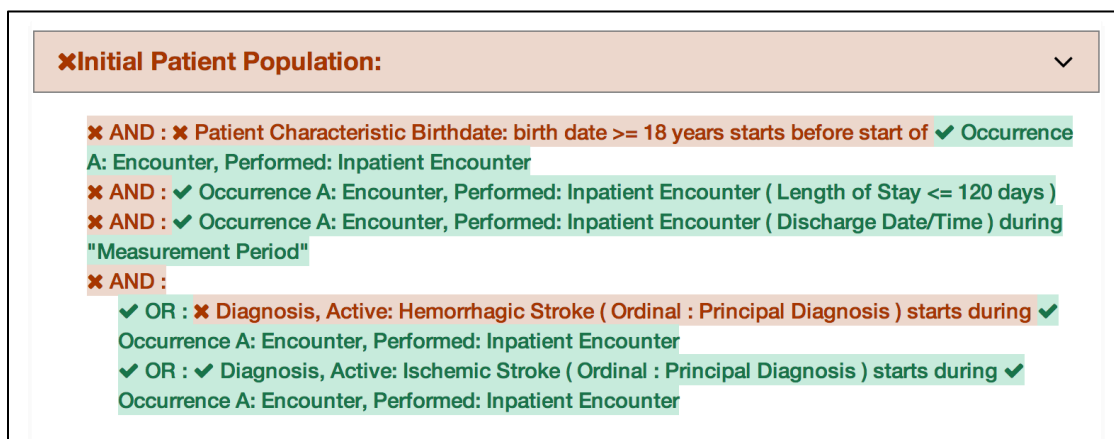 ✖Initial Patient Population:
✖ AND : ✖ Patient Characteristic Birthdate: birth date >= 18 years starts before start of ✔ Occurrence
A: Encounter, Performed: Inpatient Encounter
✖ AND : ✔ Occurrence A: Encounter, Performed: Inpatient Encounter ( Length of Stay <= 120 days )
✖ AND : ✔ Occurrence A: Encounter, Performed: Inpatient Encounter ( Discharge Date/Time ) during
"Measurement Period"
✖ AND :
✔ OR : ✖ Diagnosis, Active: Hemorrhagic Stroke ( Ordinal : Principal Diagnosis ) starts during ✔
Occurrence A: Encounter, Performed: Inpatient Encounter
✔ OR : ✔ Diagnosis, Active: Ischemic Stroke ( Ordinal : Principal Diagnosis ) starts during ✔
Occurrence A: Encounter, Performed: Inpatient Encounter